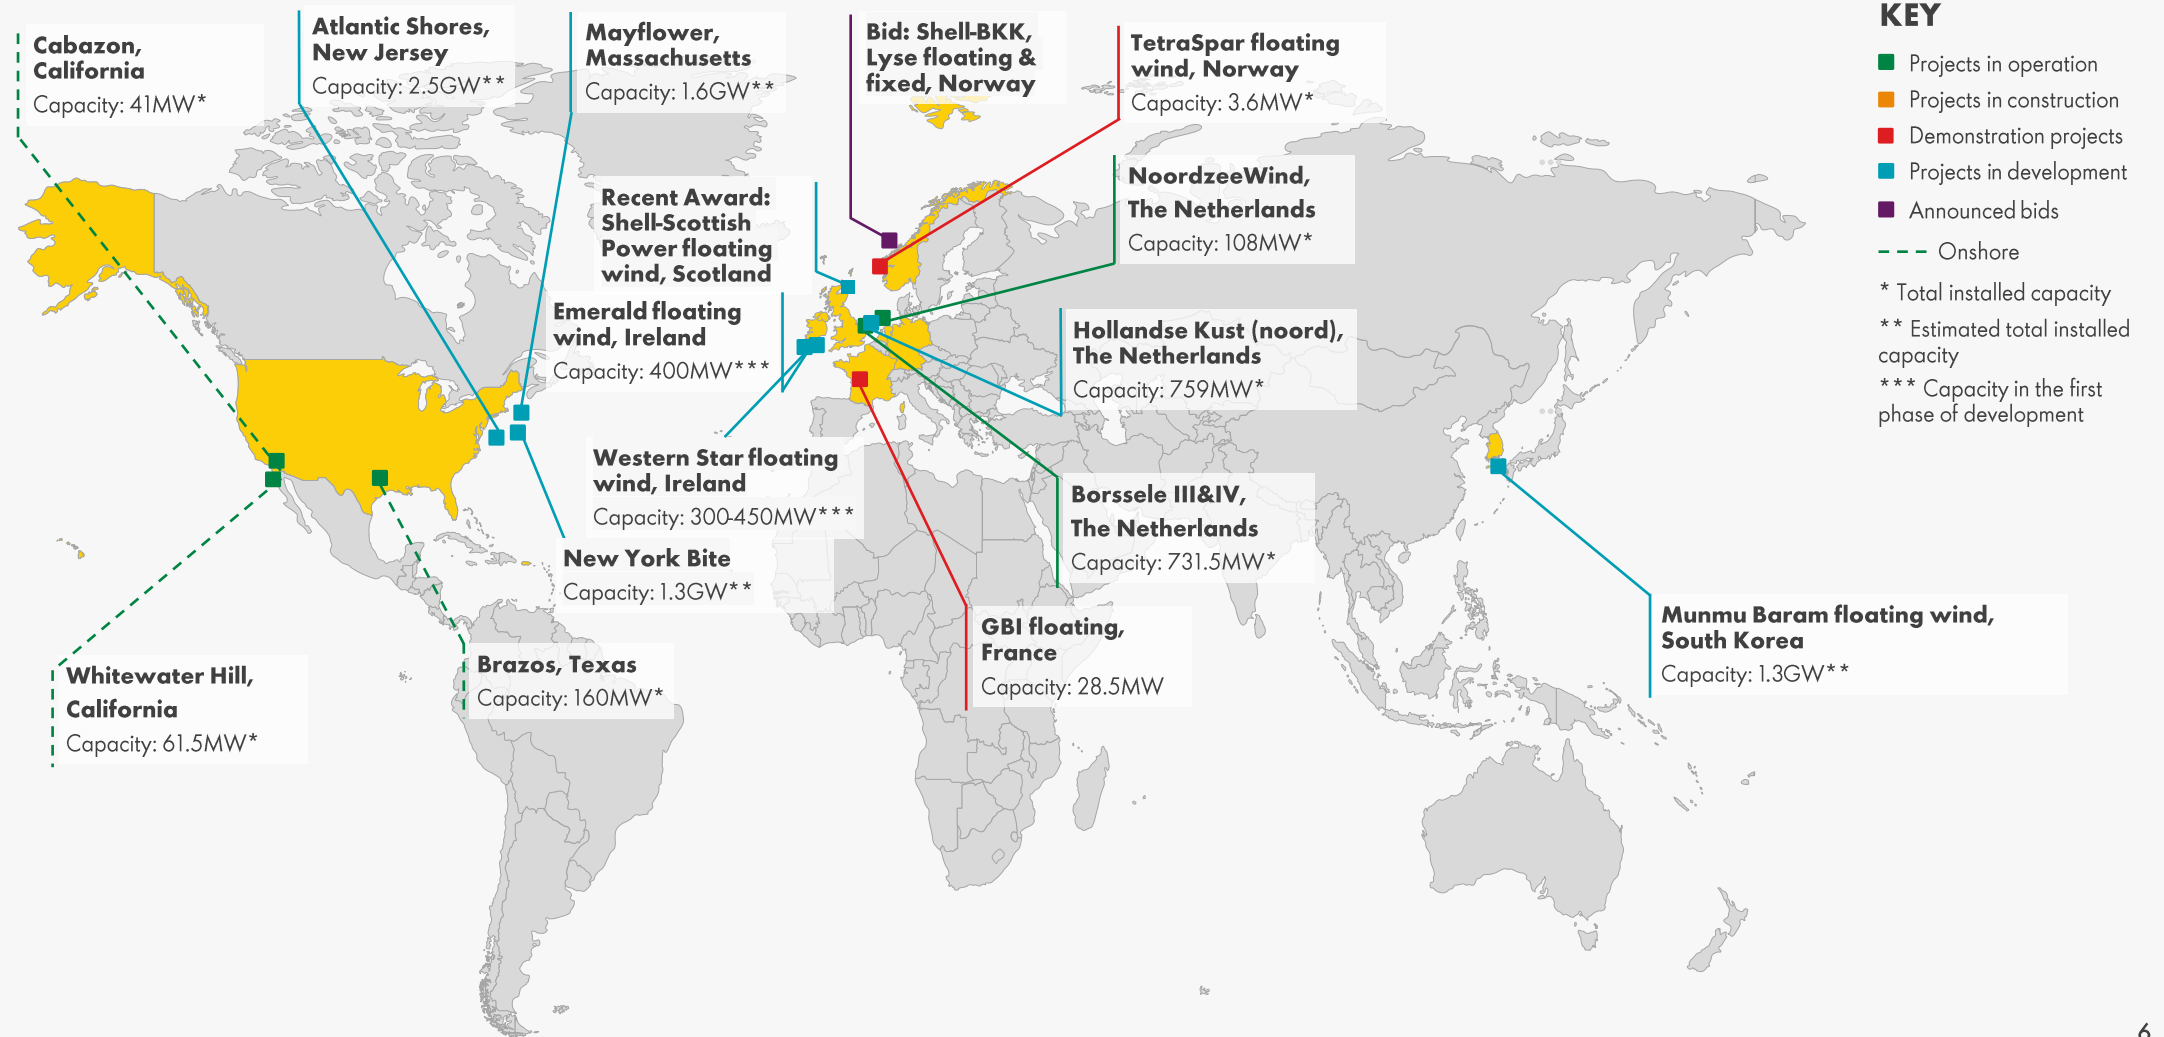 Cabazon,
California
Capacity: 41MW*
Atlantic Shores,
New Jersey
Capacity: 2.5GW**
Mayflower,
Massachusetts
Capacity: 1.6GW**
Bid: Shell-BKK,
Lyse floating &
fixed, Norway
TetraSpar floating
wind, Norway
Capacity: 3.6MW*
NoordzeeWind,
The Netherlands
Capacity: 108MW*
Recent Award:
Shell-Scottish
Power floating
wind, Scotland
Emerald floating
wind, Ireland
Capacity: 400MW***
Hollandse Kust (noord),
The Netherlands
Capacity: 759MW*
Western Star floating
wind, Ireland
Capacity: 300-450MW***
Borssele III&IV,
The Netherlands
Capacity: 731.5MW*
New York Bite
Capacity: 1.3GW**
GBI floating,
France
Capacity: 28.5MW
Munmu Baram floating wind,
South Korea
Capacity: 1.3GW**
Whitewater Hill,
California
Capacity: 61.5MW*
Brazos, Texas
Capacity: 160MW*
KEY
Projects in operation
Projects in construction
Demonstration projects
Projects in development
Announced bids
Onshore
* Total installed capacity
** Estimated total installed
capacity
*** Capacity in the first
phase of development
6